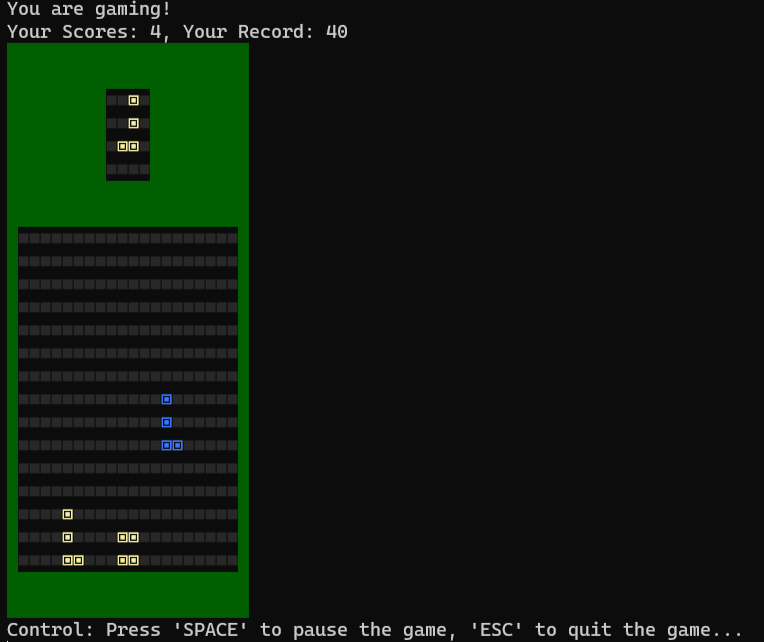 You are gaming!
Your Scores: 4, Your Record: 40
Control: Press 'SPACE' to pause the game, 'ESC' to quit the game...